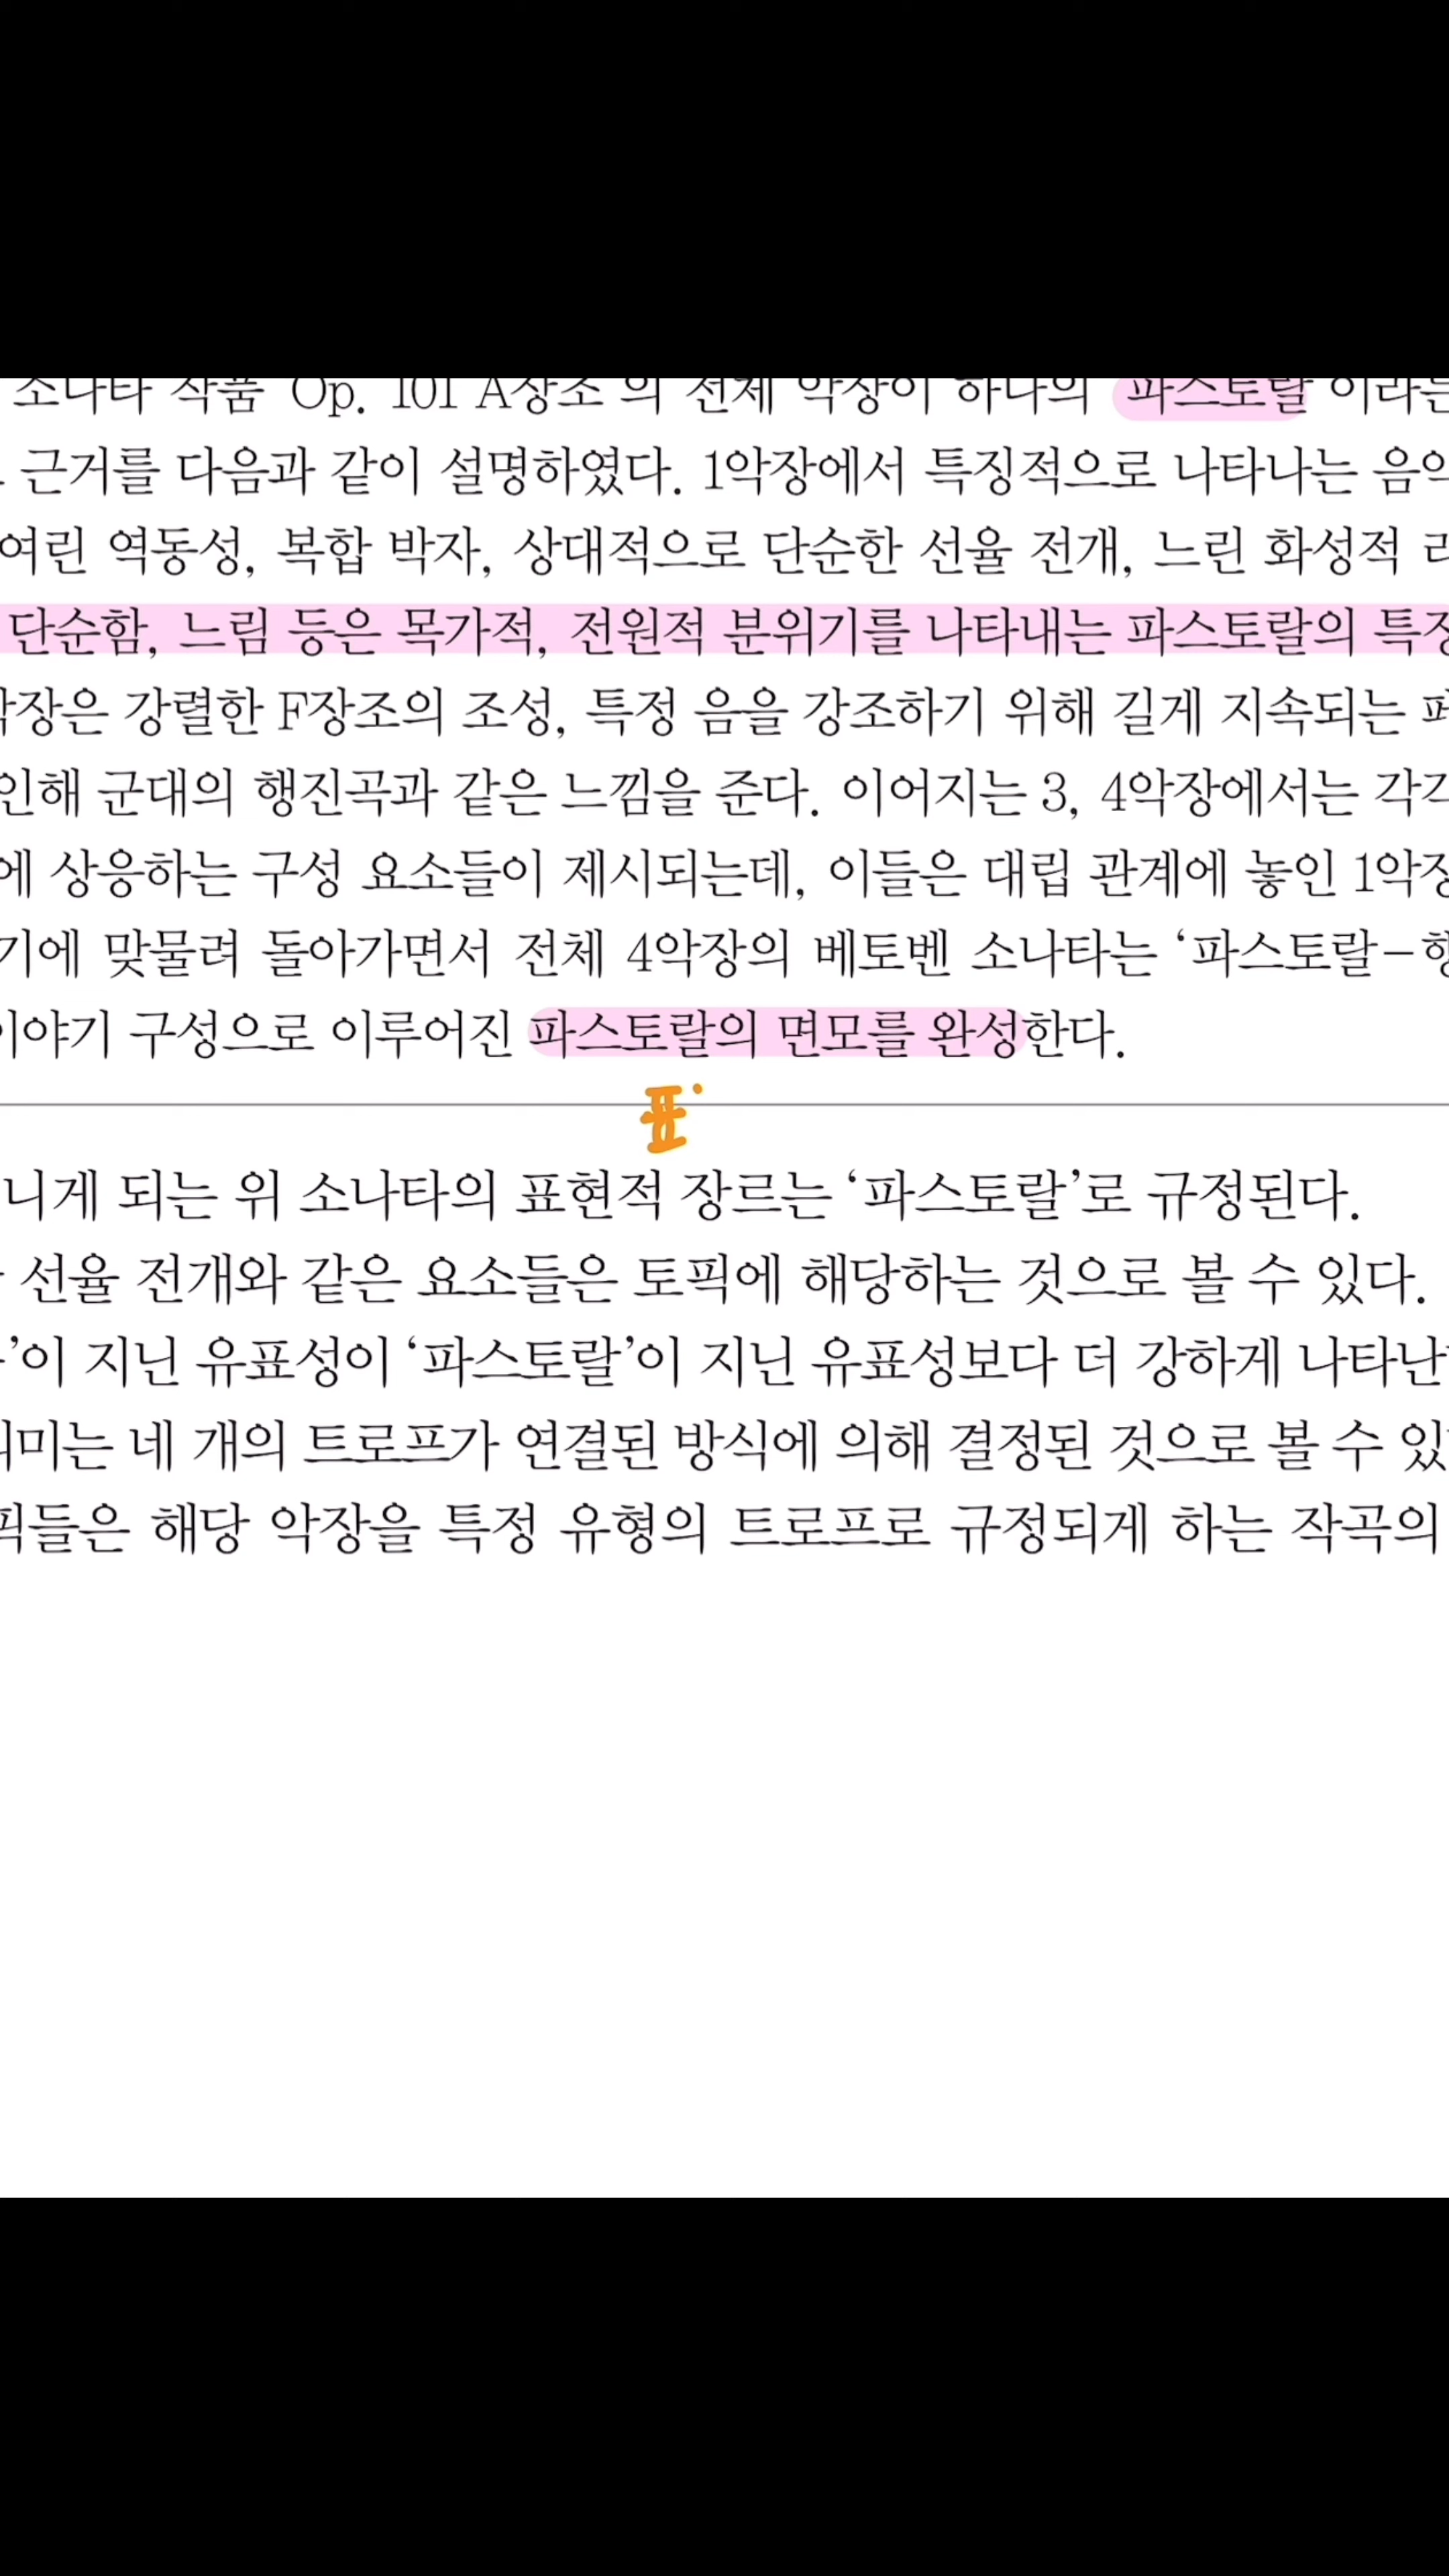 소나타 작품 Op. 101 A장조'의 전체 악장이 하나의 '파스토랄'이라는
근거를 다음과 같이 설명하였다. 1악장에서 특징적으로 나타나는 음악
여린 역동성, 복합 박자, 상대적으로 단순한 선율 전개, 느린 화성적 리
단순함, 느림 등은 목가적, 전원적 분위기를 나타내는 파스토랄의 특징
악장은 강렬한 F장조의 조성, 특정 음을 강조하기 위해 길게 지속되는
인해 군대의 행진곡과 같은 느낌을 준다. 이어지는 3, 4악장에서는 각각
에 상응하는 구성 요소들이 제시되는데, 이들은 대립 관계에 놓인 1악장
기에 맞물려 돌아가면서 전체 4악장의 베토벤 소나타는 ‘파스토랄-행
이야기 구성으로 이루어진 파스토랄의 면모를 완성한다.
니게 되는 위 소나타의 표현적 장르는 ‘파스토랄’로 규정된다.
선율 전개와 같은 요소들은 토픽에 해당하는 것으로 볼 수 있다.
’이 지닌 유표성이 ‘파스토랄’이 지닌 유표성보다 더 강하게 나타난
의미는 네 개의 트로프가 연결된 방식에 의해 결정된 것으로 볼 수 있
픽들은 해당 악장을 특정 유형의 트로프로 규정되게 하는 작곡의